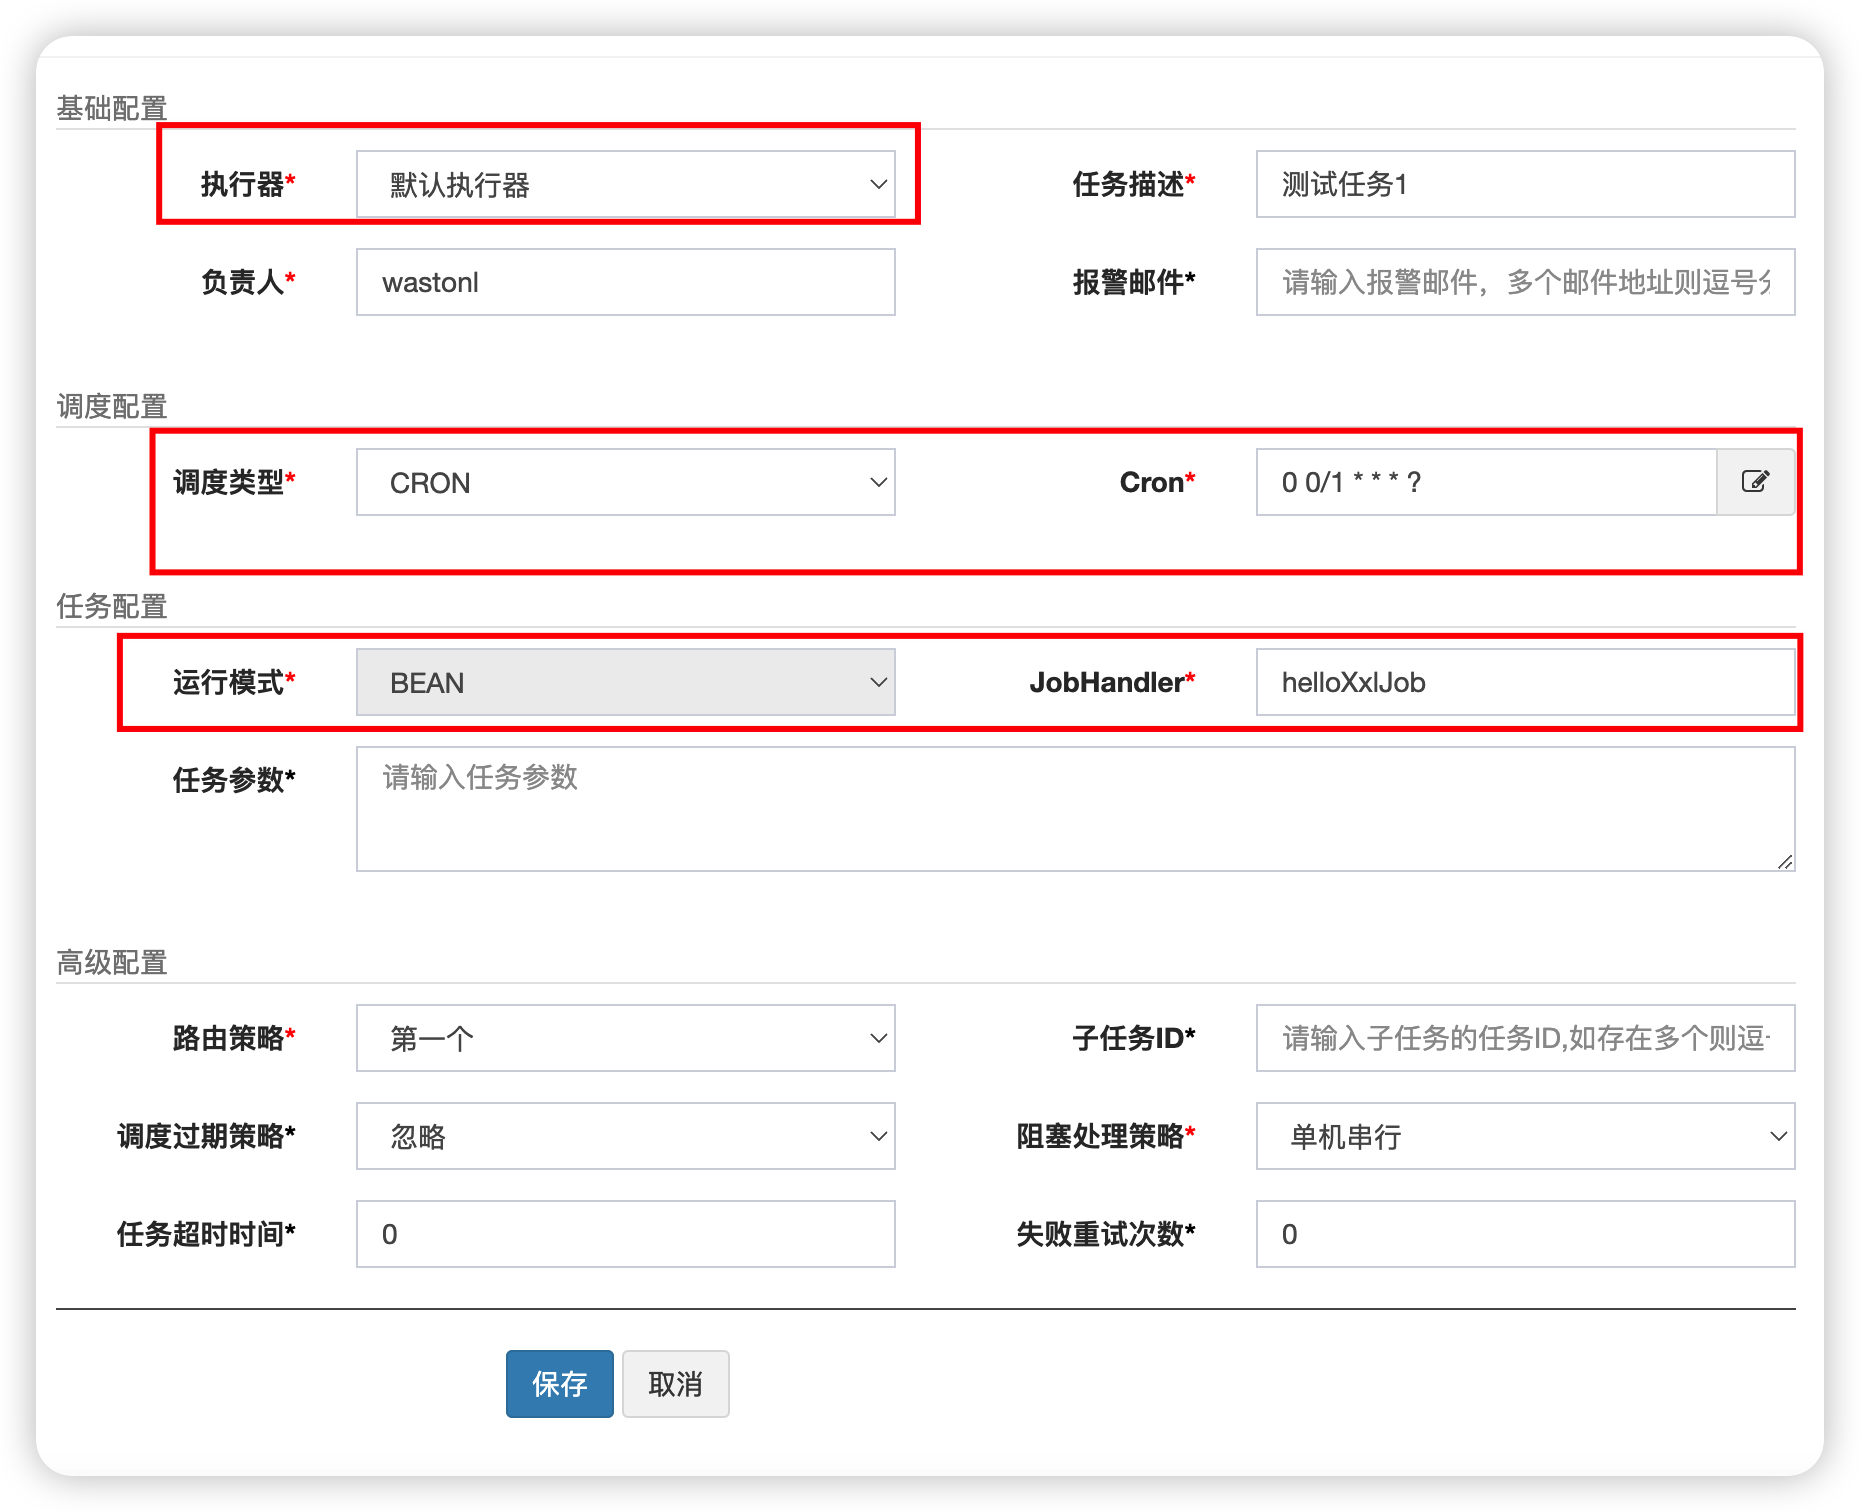 基础配置
执行器* 默认执行器 任务描述* 测试任务1
负责人* wastonl 报警邮件* 请输入报警邮件，多个邮件地址则逗号分
调度配置
调度类型* CRON Cron* 0 0/1 * * * ?
任务配置
运行模式* BEAN JobHandler* helloXxlJob
任务参数* 请输入任务参数
高级配置
路由策略* 第一个 子任务ID* 请输入子任务的任务ID,如存在多个则逗
调度过期策略* 忽略 阻塞处理策略* 单机串行
任务超时时间* 0 失败重试次数* 0
保存 取消